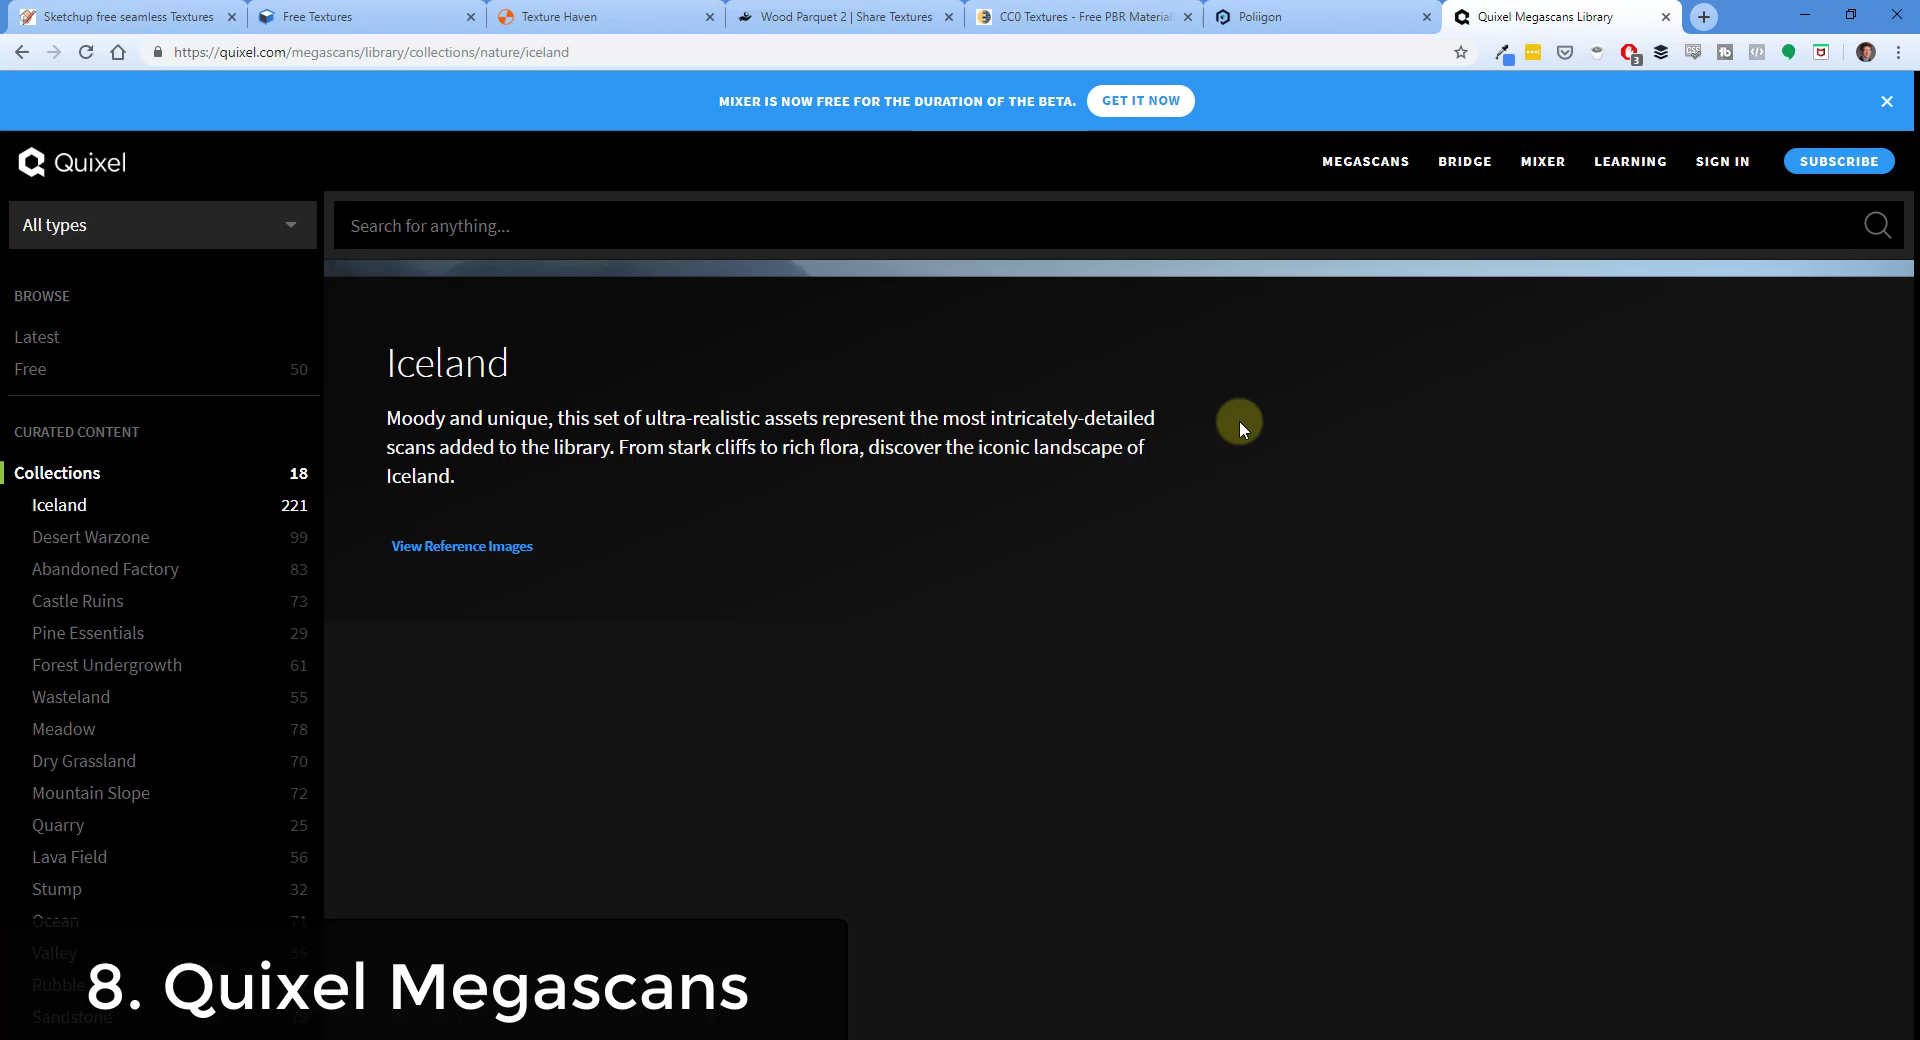 Sketchup free seamless Textures
Free Textures
Texture Haven
Wood Parquet 2 | Share Textures
CC0 Textures - Free PBR Material
Poliigon
Quixel Megascans Library
https://quixel.com/megascans/library/collections/nature/iceland
MIXER IS NOW FREE FOR THE DURATION OF THE BETA.
GET IT NOW
Quixel
MEGASCANS
BRIDGE
MIXER
LEARNING
SIGN IN
SUBSCRIBE
All types
Search for anything...
BROWSE
Latest
Free 50
CURATED CONTENT
Collections 18
Iceland 221
Desert Warzone 99
Abandoned Factory 83
Castle Ruins 73
Pine Essentials 29
Forest Undergrowth 61
Wasteland 55
Meadow 78
Dry Grassland 70
Mountain Slope 72
Quarry 25
Lava Field 56
Stump 32
Ocean 71
Valley 55
Rubble
Sandstone
Iceland
Moody and unique, this set of ultra-realistic assets represent the most intricately-detailed
scans added to the library. From stark cliffs to rich flora, discover the iconic landscape of
Iceland.
View Reference Images
8. Quixel Megascans